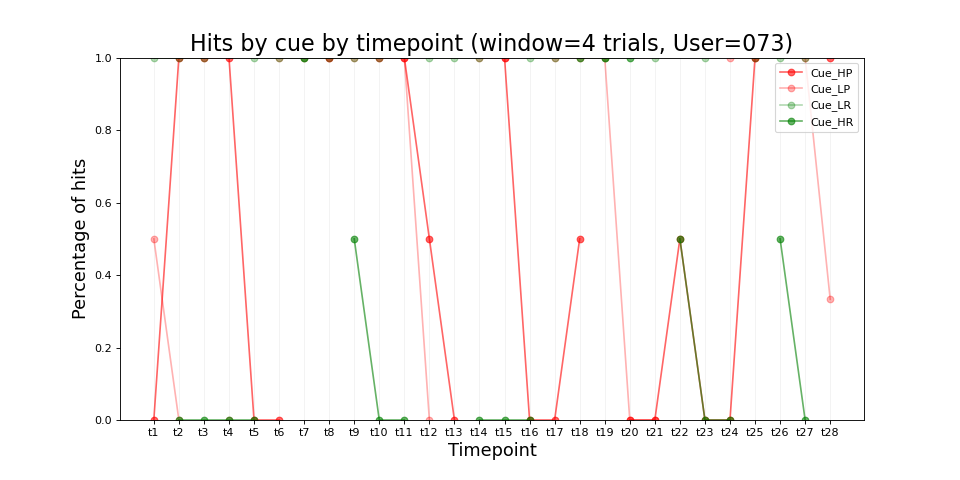 Hits by cue by timepoint (window=4 trials, User=073)
Percentage of hits
1.0
0.8
0.6
0.4
0.2
0.0
Cue_HP
Cue_LP
Cue_LR
Cue_HR
t1 t2 t3 t4 t5 t6 t7 t8 t9 t10 t11 t12 t13 t14 t15 t16 t17 t18 t19 t20 t21 t22 t23 t24 t25 t26 t27 t28
Timepoint